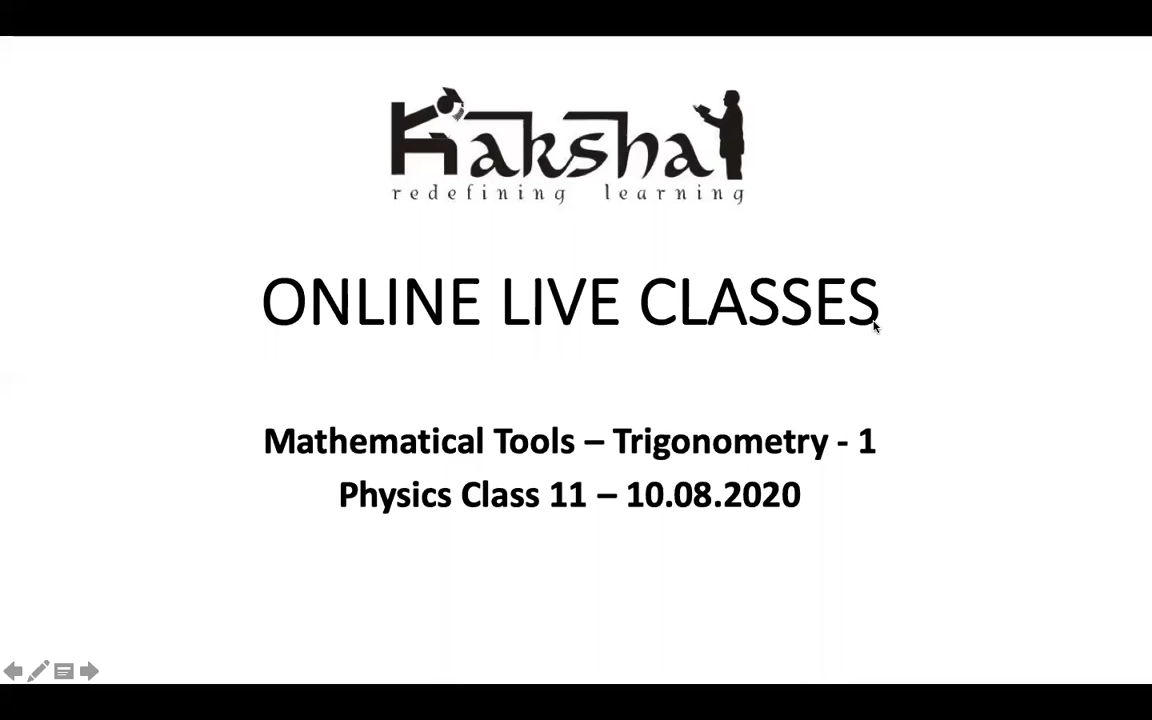 Kaksha
redefining learning
ONLINE LIVE CLASSES
Mathematical Tools – Trigonometry - 1
Physics Class 11 – 10.08.2020